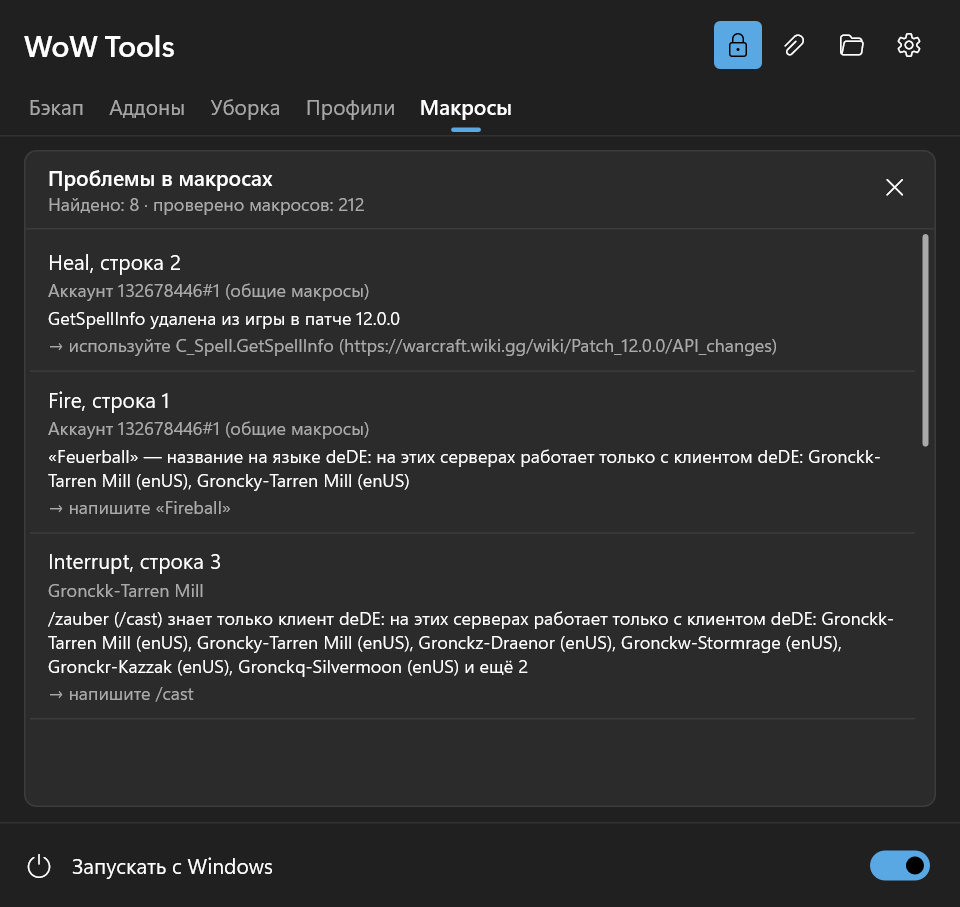 WoW Tools
Бэкап Аддоны Уборка Профили Макросы
Проблемы в макросах
Найдено: 8 · проверено макросов: 212
Heal, строка 2
Аккаунт 132678446#1 (общие макросы)
GetSpellInfo удалена из игры в патче 12.0.0
→ используйте C_Spell.GetSpellInfo (https://warcraft.wiki.gg/wiki/Patch_12.0.0/API_changes)
Fire, строка 1
Аккаунт 132678446#1 (общие макросы)
«Feuerball» — название на языке deDE: на этих серверах работает только с клиентом deDE: Gronckk-
Tarren Mill (enUS), Groncky-Tarren Mill (enUS)
→ напишите «Fireball»
Interrupt, строка 3
Gronckk-Tarren Mill
/zauber (/cast) знает только клиент deDE: на этих серверах работает только с клиентом deDE: Gronckk-
Tarren Mill (enUS), Groncky-Tarren Mill (enUS), Gronckz-Draenor (enUS), Gronckw-Stormrage (enUS),
Gronckr-Kazzak (enUS), Gronckq-Silvermoon (enUS) и ещё 2
→ напишите /cast
Запускать с Windows